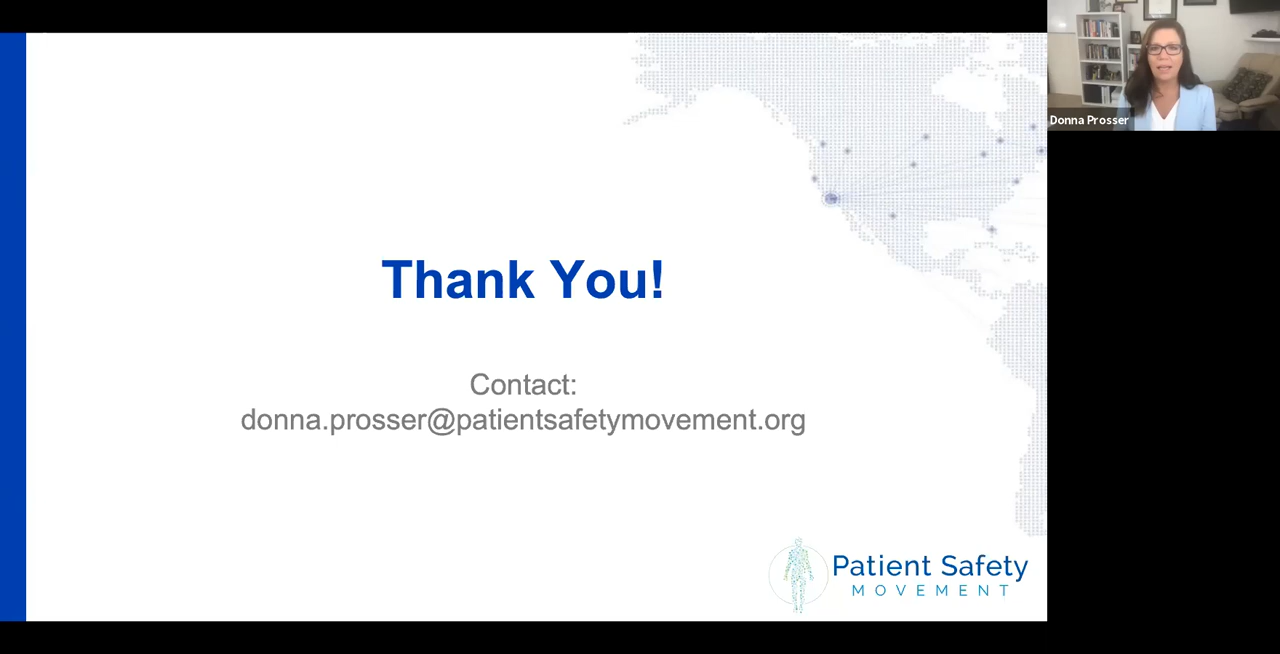 Thank You!
Contact:
donna.prosser@patientsafetymovement.org
Patient Safety
MOVEMENT
Donna Prosser